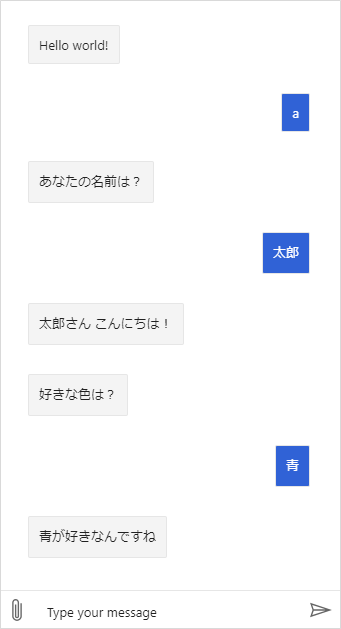 Hello world!
a
あなたの名前は？
太郎
太郎さん こんにちは！
好きな色は？
青
青が好きなんですね
Type your message